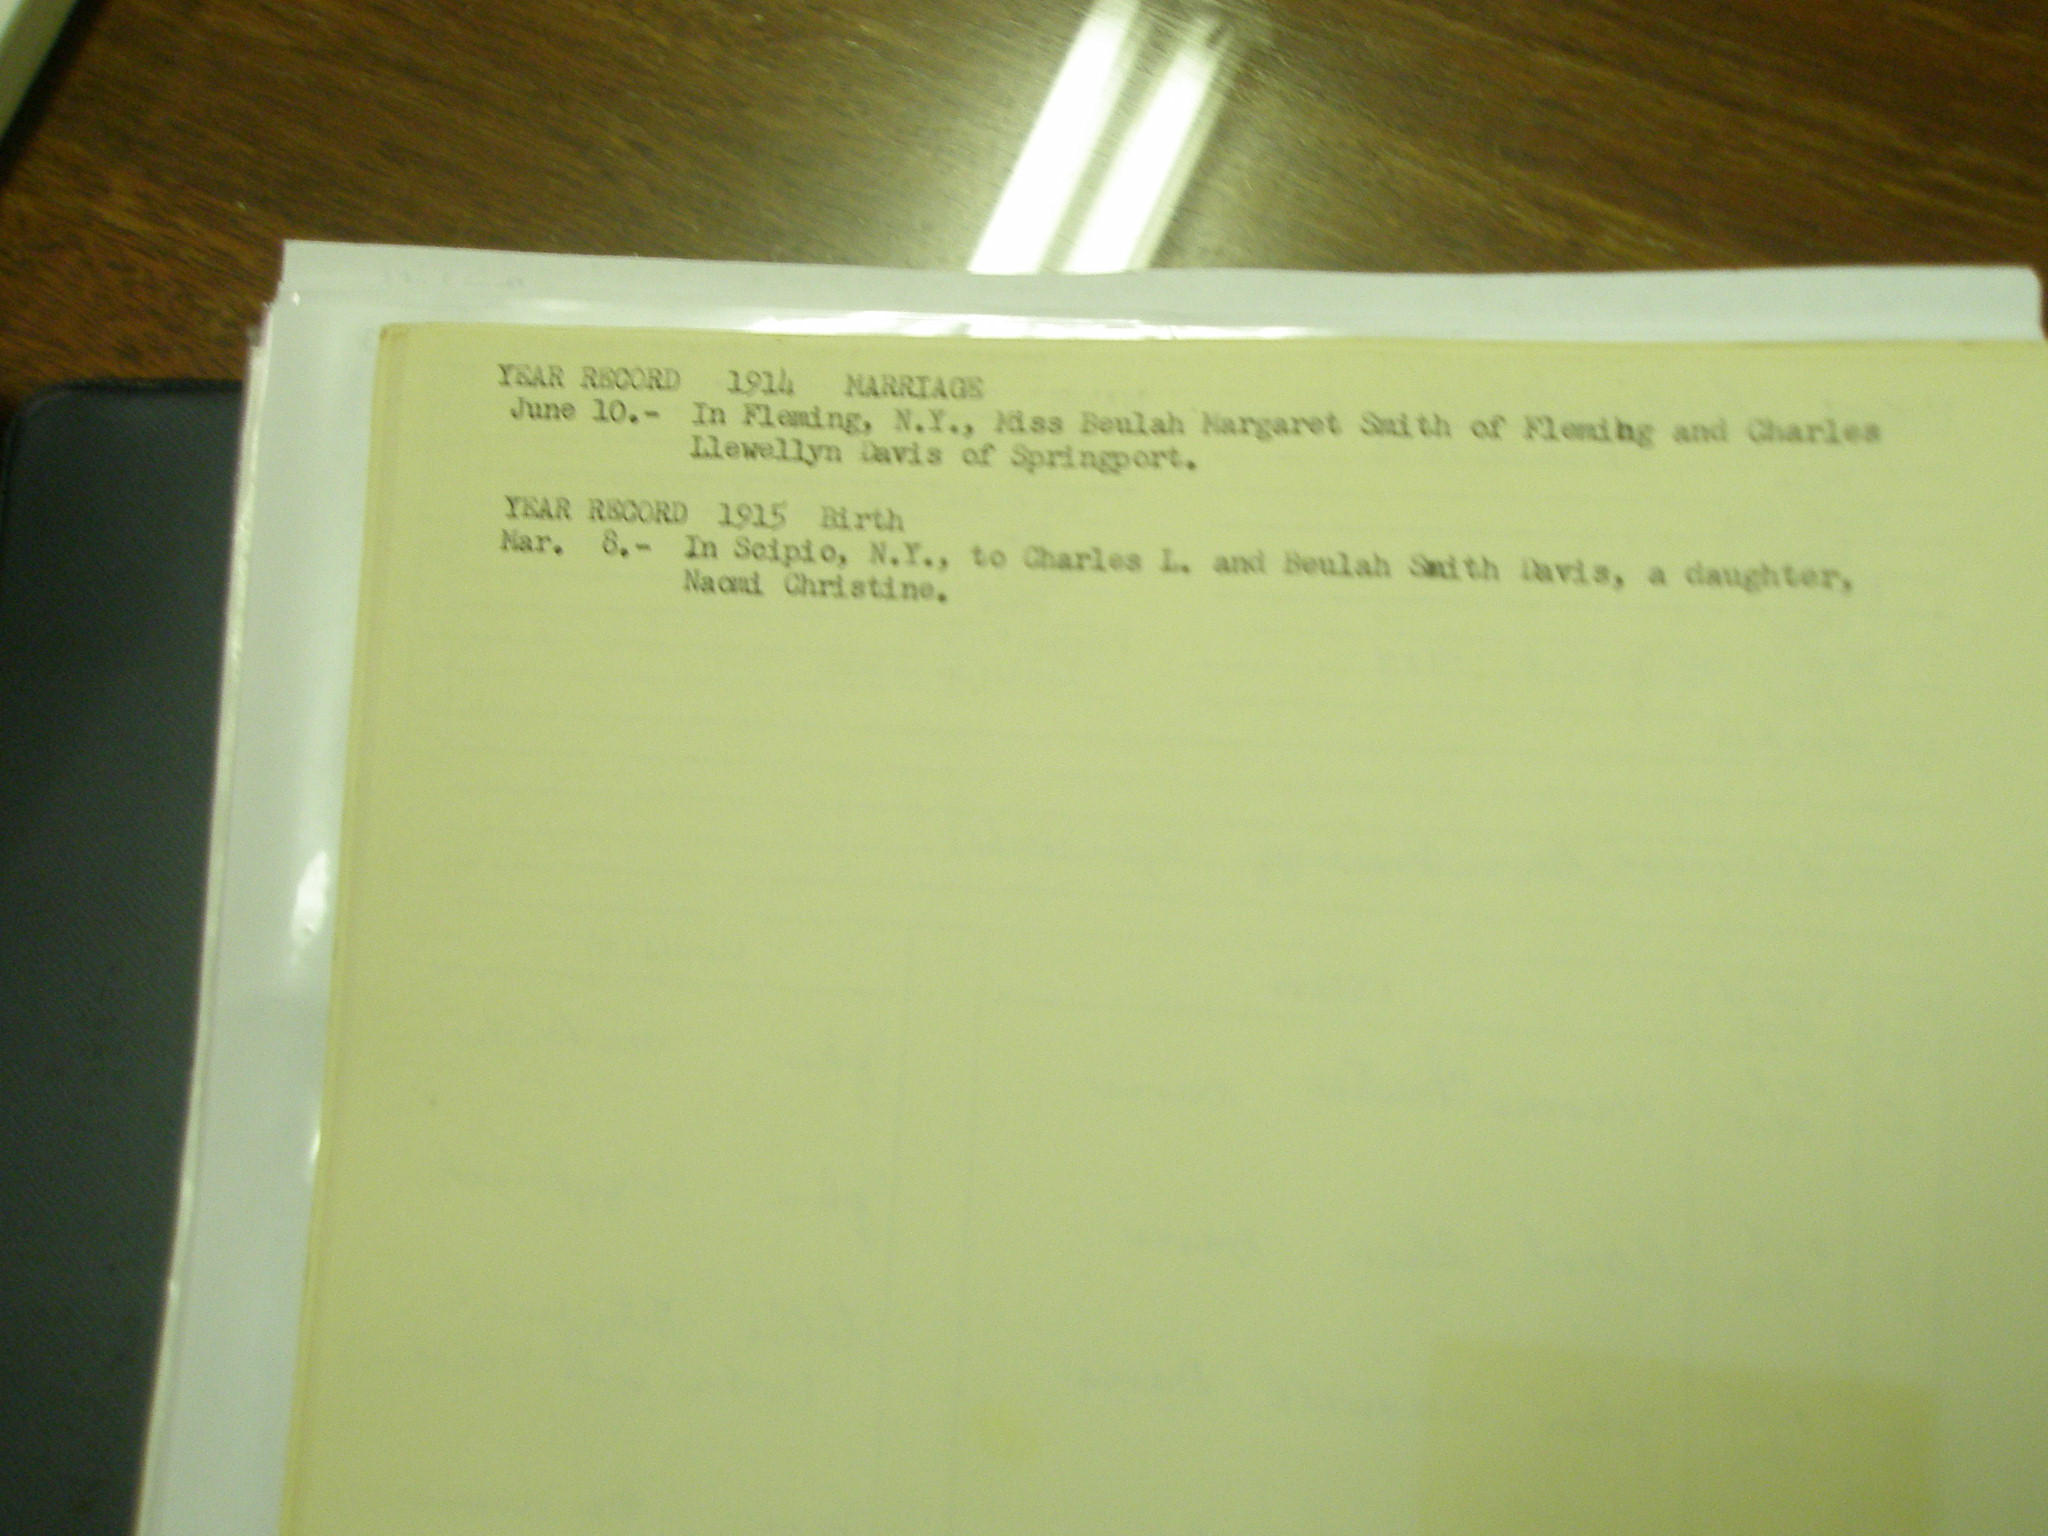 YEAR RECORD 1914 MARRIAGE
June 10.- In Fleming, N.Y., Miss Beulah Margaret Smith of Fleming and Charles
Llewellyn Davis of Springport.
YEAR RECORD 1915 Birth
Mar. 8.- In Scipio, N.Y., to Charles L. and Beulah Smith Davis, a daughter,
Naomi Christine.